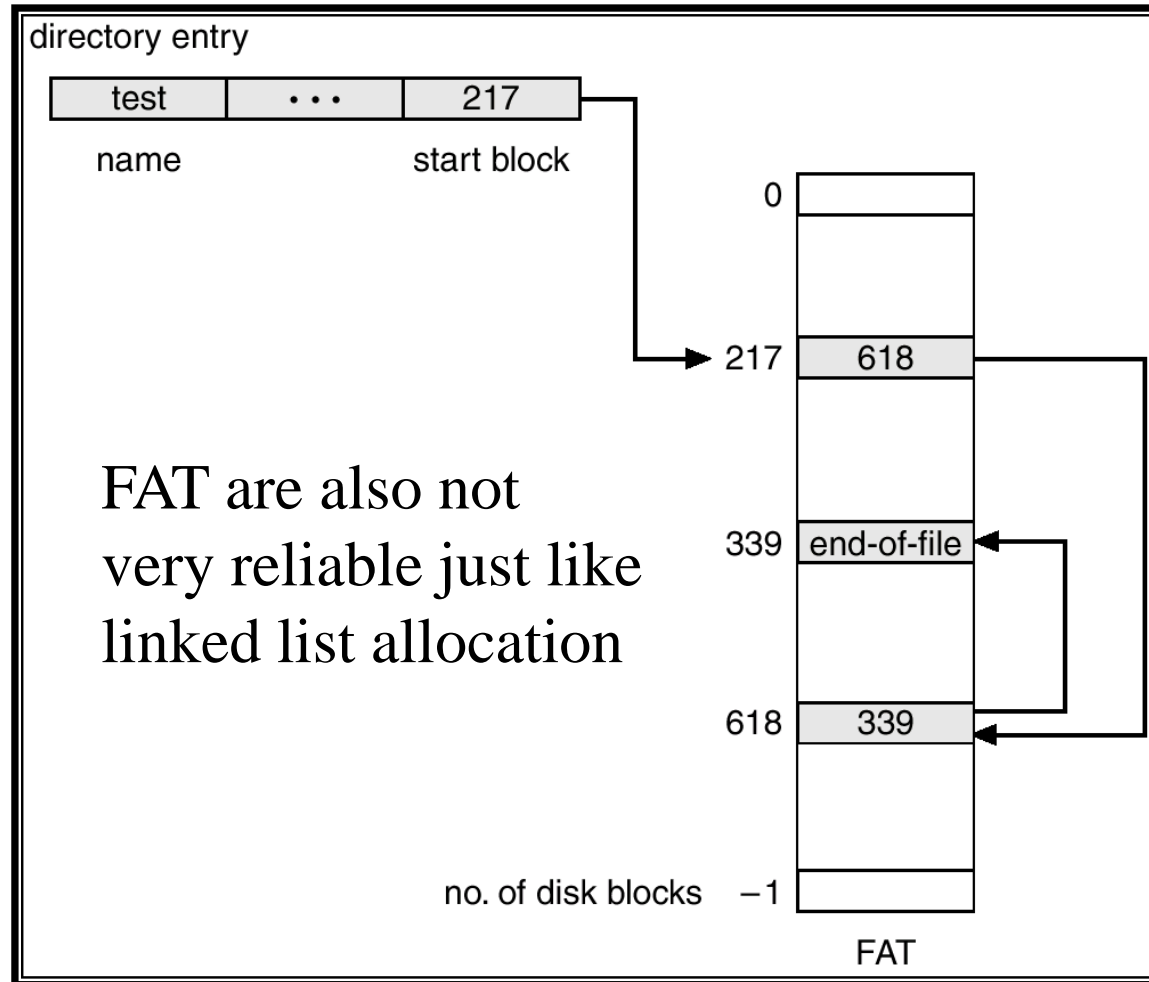 directory entry
test • • • 217
name start block
0
217 618
FAT are also not
very reliable just like
linked list allocation
339 end-of-file
618 339
no. of disk blocks –1
FAT